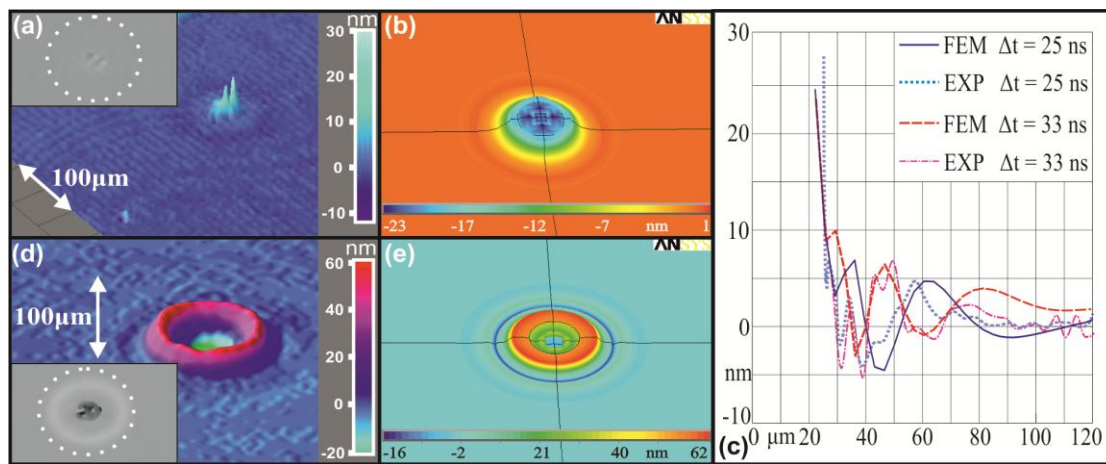 (a)
nm
30
20
10
0
-10
100μm
(b)
AN
-23 -17 -12 -7 nm 1
(c)
30
20
10
0
nm
-10
0 μm 20 40 60 80 100 120
FEM Δt = 25 ns
EXP Δt = 25 ns
FEM Δt = 33 ns
EXP Δt = 33 ns
(d)
nm
60
40
20
0
-20
100μm
(e)
AN
-16 -2 21 40 nm 62